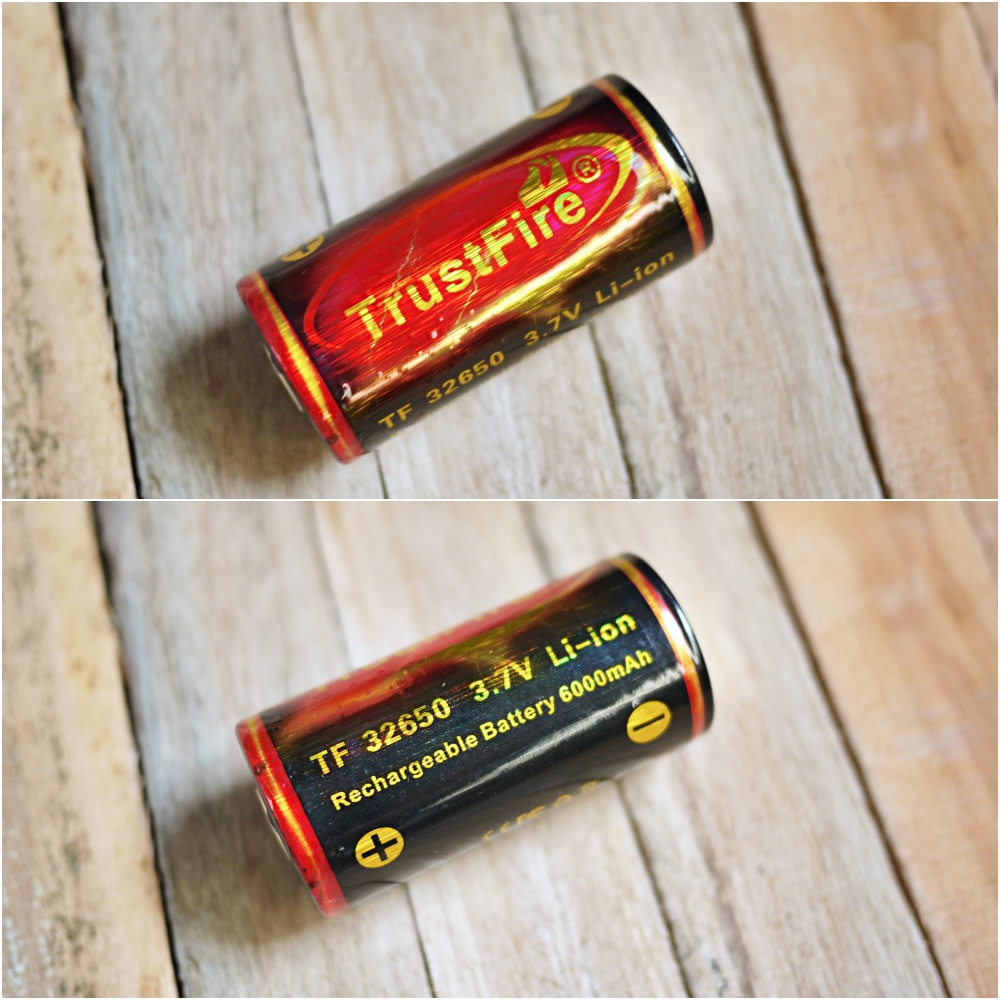 TrustFire®
TF 32650 3.7V Li-ion
TF 32650 3.7V Li-ion
Rechargeable Battery 6000mAh